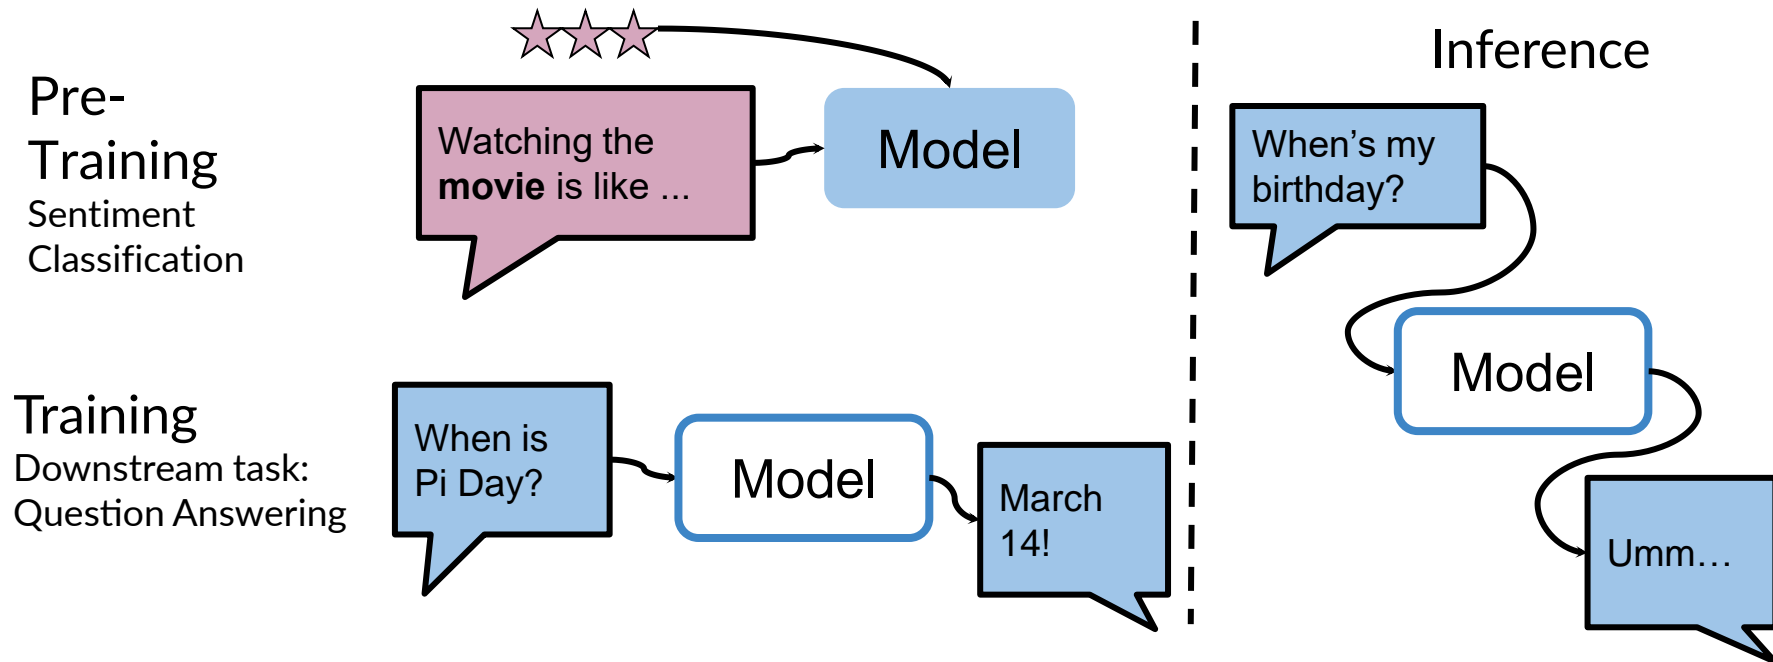 Pre-
Training
Sentiment
Classification
Watching the
movie is like ...
Model
Training
Downstream task:
Question Answering
When is
Pi Day?
Model
March
14!
Inference
When’s my
birthday?
Model
Umm…